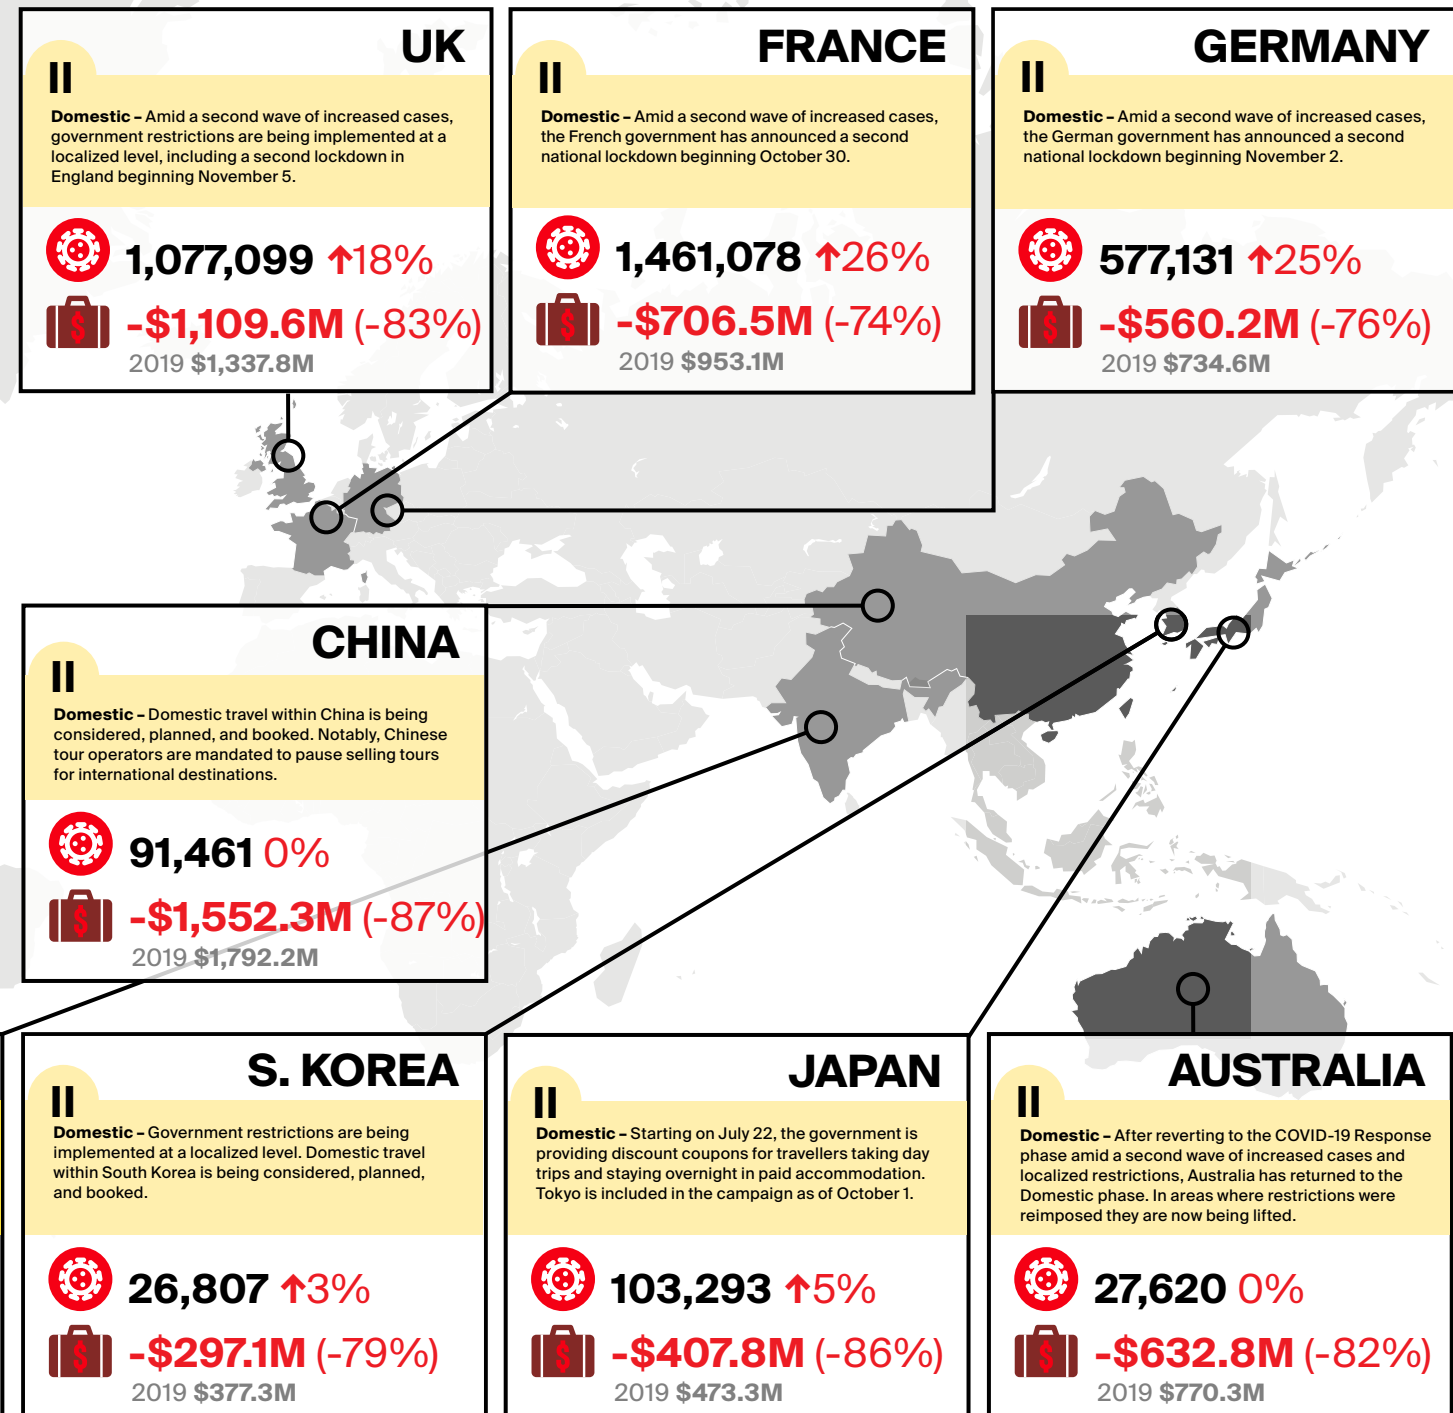 UK
II
Domestic – Amid a second wave of increased cases,
government restrictions are being implemented at a
localized level, including a second lockdown in
England beginning November 5.
1,077,099 ↑18%
-$1,109.6M (-83%)
2019 $1,337.8M
FRANCE
II
Domestic – Amid a second wave of increased cases,
the French government has announced a second
national lockdown beginning October 30.
1,461,078 ↑26%
-$706.5M (-74%)
2019 $953.1M
GERMANY
II
Domestic – Amid a second wave of increased cases,
the German government has announced a second
national lockdown beginning November 2.
577,131 ↑25%
-$560.2M (-76%)
2019 $734.6M
CHINA
II
Domestic – Domestic travel within China is being
considered, planned, and booked. Notably, Chinese
tour operators are mandated to pause selling tours
for international destinations.
91,461 0%
-$1,552.3M (-87%)
2019 $1,792.2M
S. KOREA
II
Domestic – Government restrictions are being
implemented at a localized level. Domestic travel
within South Korea is being considered, planned,
and booked.
26,807 ↑3%
-$297.1M (-79%)
2019 $377.3M
JAPAN
II
Domestic – Starting on July 22, the government is
providing discount coupons for travellers taking day
trips and staying overnight in paid accommodation.
Tokyo is included in the campaign as of October 1.
103,293 ↑5%
-$407.8M (-86%)
2019 $473.3M
AUSTRALIA
II
Domestic – After reverting to the COVID-19 Response
phase amid a second wave of increased cases and
localized restrictions, Australia has returned to the
Domestic phase. In areas where restrictions were
reimposed they are now being lifted.
27,620 0%
-$632.8M (-82%)
2019 $770.3M